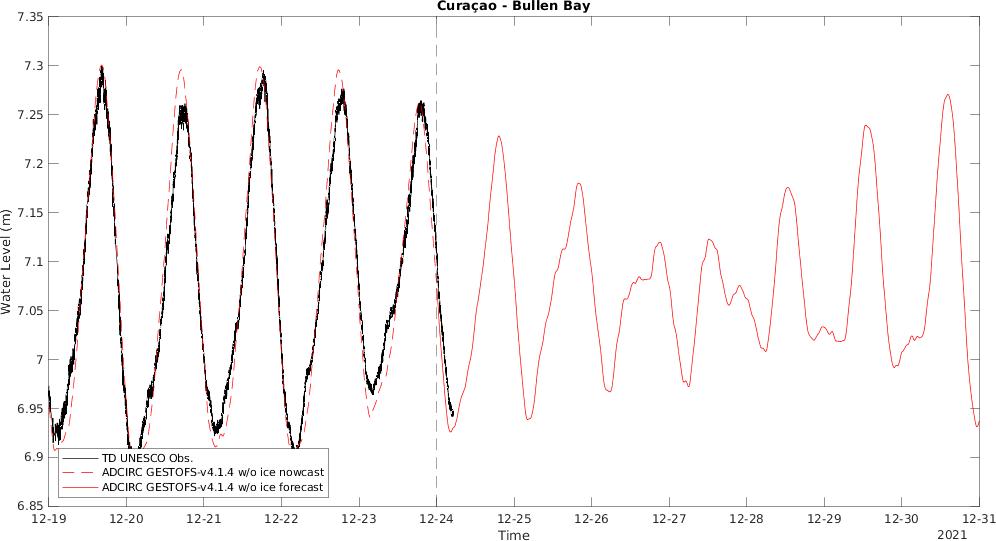 Curaçao - Bullen Bay
7.35
7.3
7.25
7.2
7.15
7.1
7.05
7
6.95
6.9
6.85
Water Level (m)
TD UNESCO Obs.
ADCIRC GESTOFS-v4.1.4 w/o ice nowcast
ADCIRC GESTOFS-v4.1.4 w/o ice forecast
12-19 12-20 12-21 12-22 12-23 12-24 12-25 12-26 12-27 12-28 12-29 12-30 12-31
Time
2021